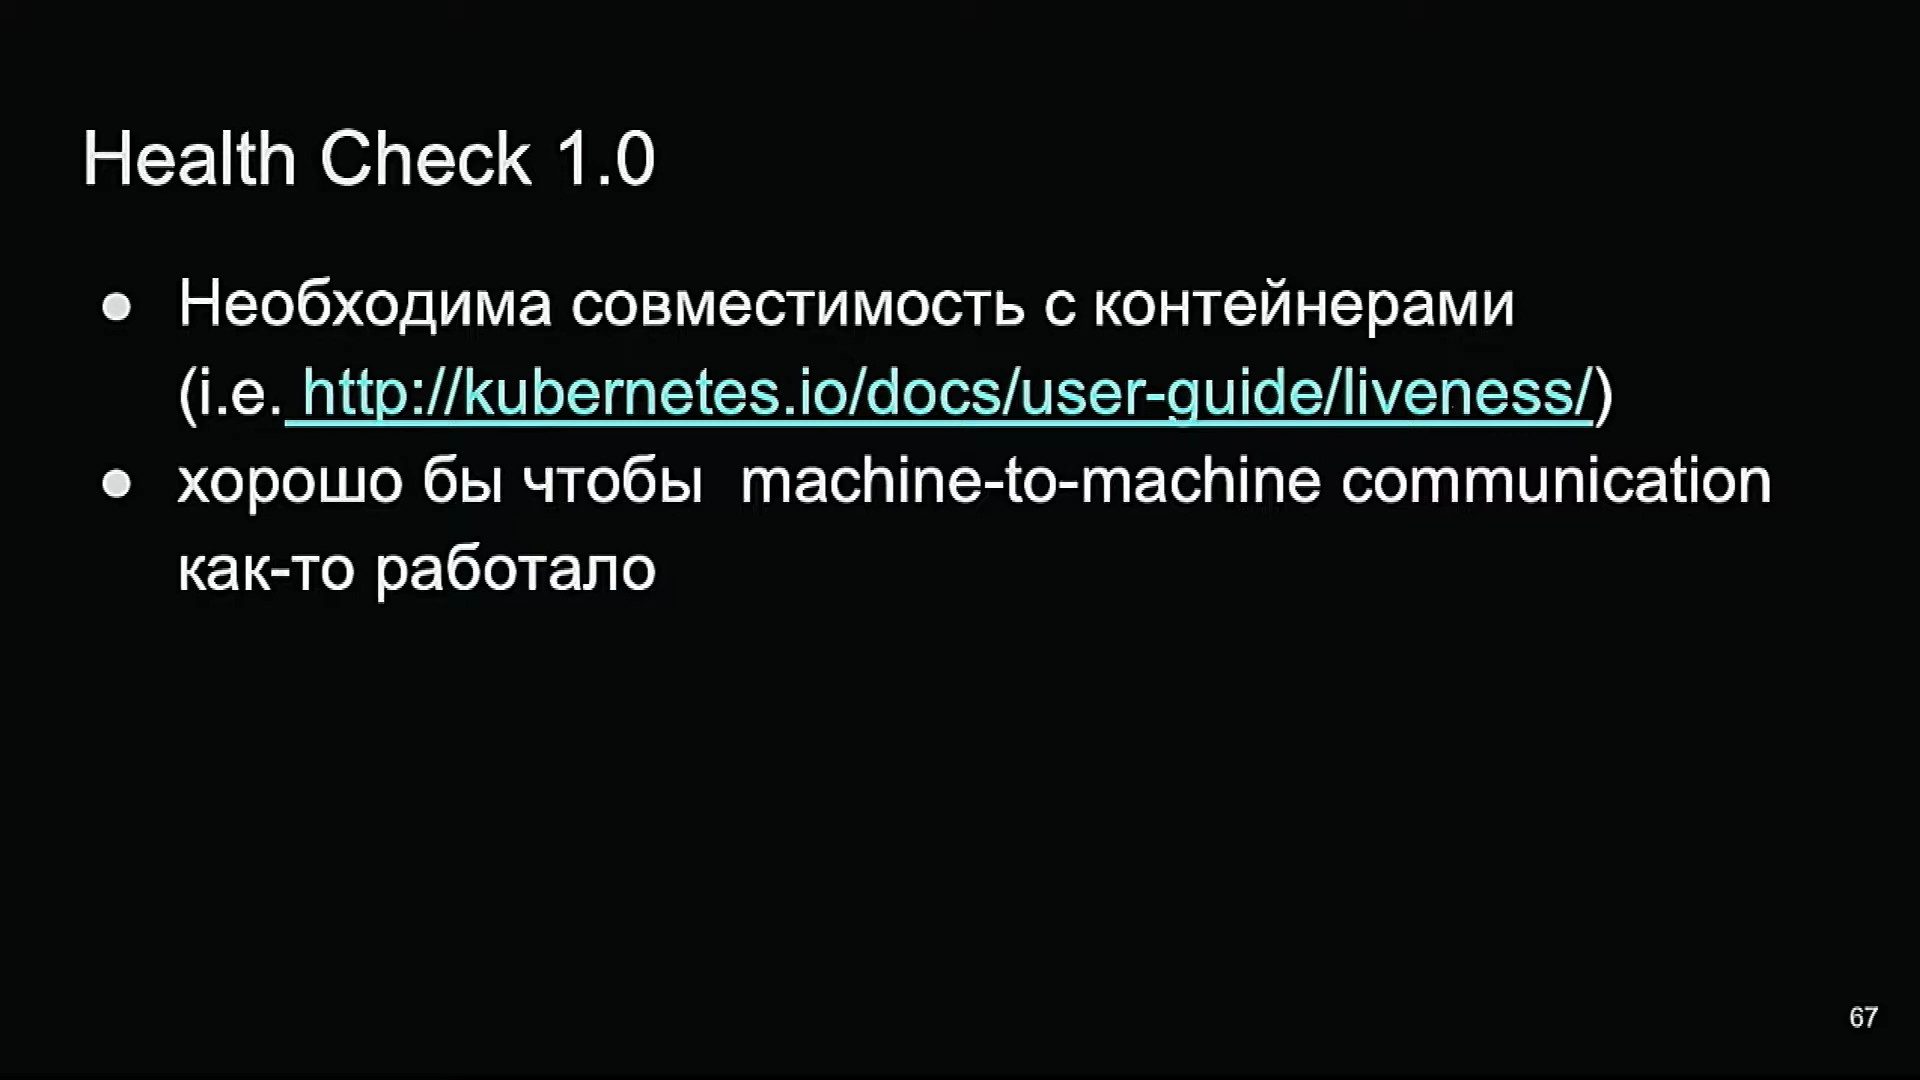 Health Check 1.0
● Необходима совместимость с контейнерами
(i.e. http://kubernetes.io/docs/user-guide/liveness/)
● хорошо бы чтобы  machine-to-machine communication
как-то работало
67